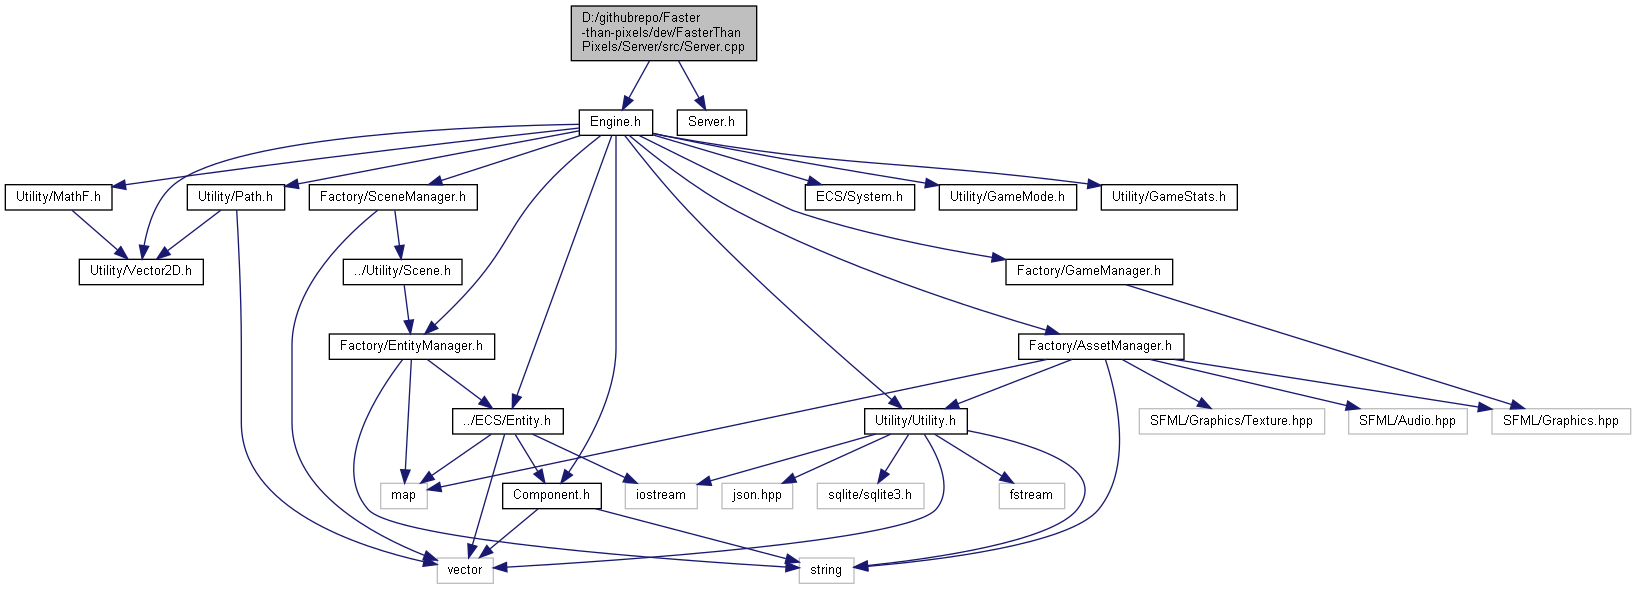 D:/githubrepo/Faster
-than-pixels/dev/FasterThan
Pixels/Server/src/Server.cpp
Engine.h
Server.h
Utility/MathF.h
Utility/Path.h
Factory/SceneManager.h
ECS/System.h
Utility/GameMode.h
Utility/GameStats.h
Utility/Vector2D.h
../Utility/Scene.h
Factory/GameManager.h
Factory/EntityManager.h
Factory/AssetManager.h
../ECS/Entity.h
Utility/Utility.h
SFML/Graphics/Texture.hpp
SFML/Audio.hpp
SFML/Graphics.hpp
map
Component.h
iostream
json.hpp
sqlite/sqlite3.h
fstream
vector
string